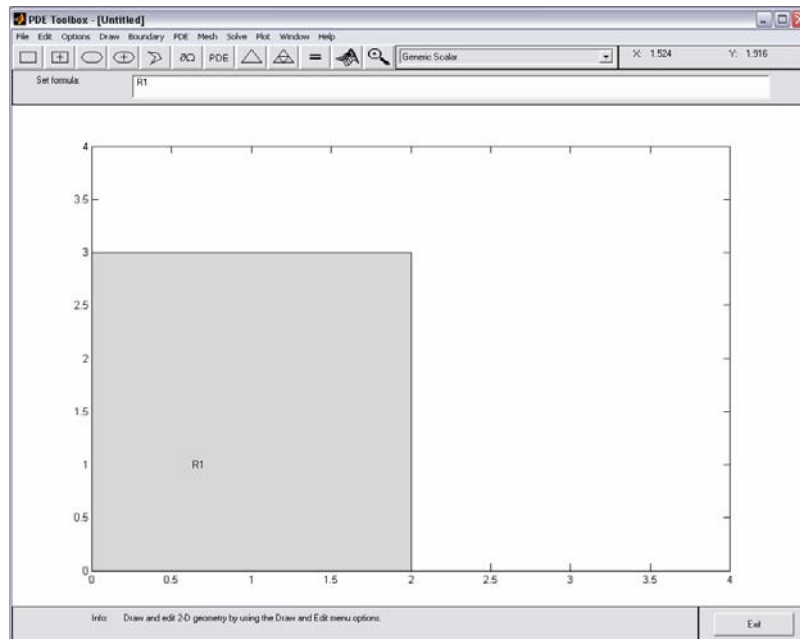 PDE Toolbox - [Untitled]
File Edit Options Draw Boundary PDE Mesh Solve Plot Window Help
∂Ω PDE = Generic Scalar X: 1.524 Y: 1.916
Set formula: R1
4
3.5
3
2.5
2
1.5
1
R1
0.5
0
0 0.5 1 1.5 2 2.5 3 3.5 4
Info: Draw and edit 2-D geometry by using the Draw and Edit menu options.
Exit